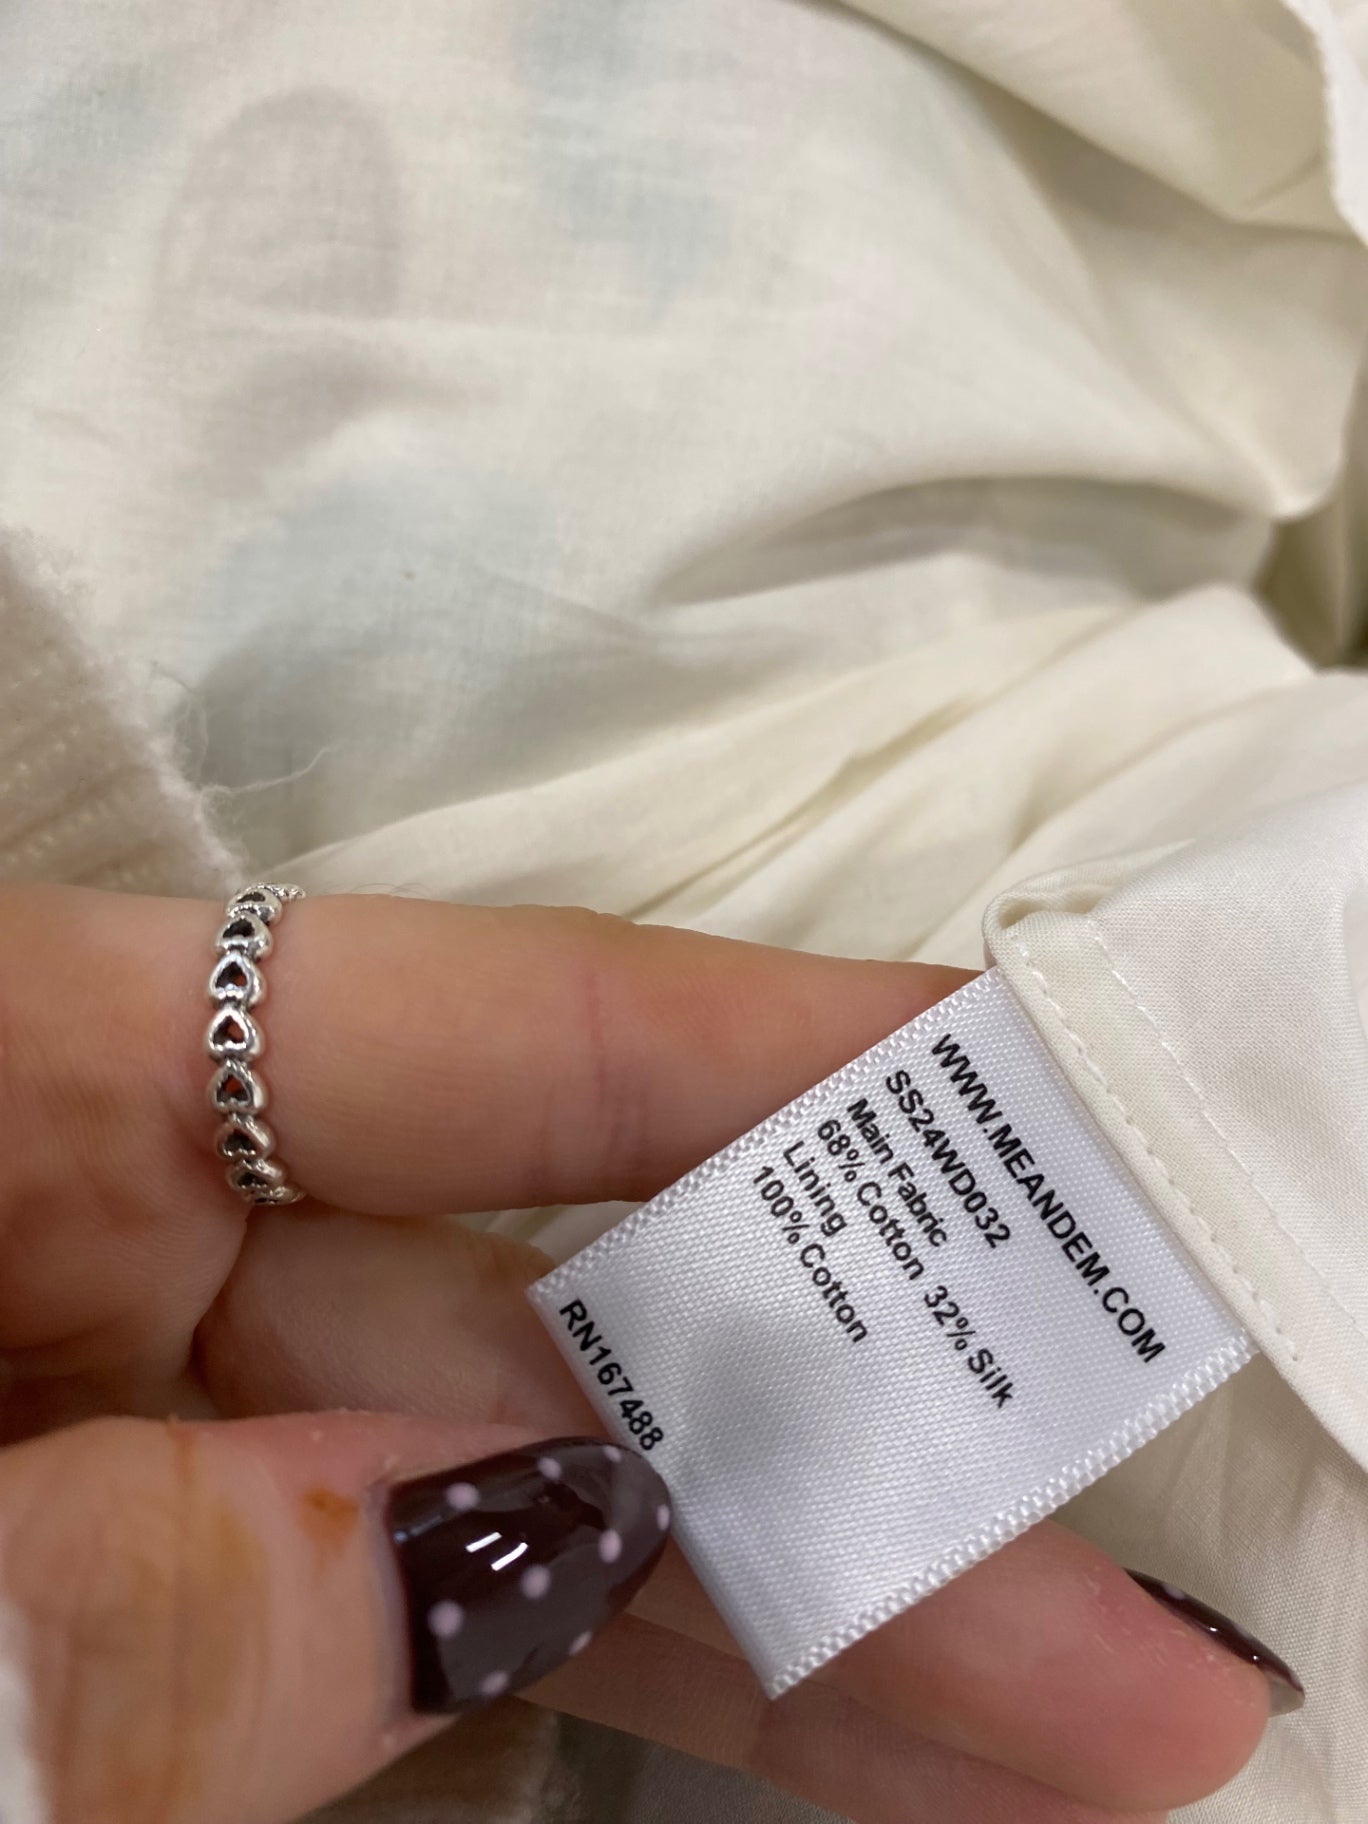 WWW.MEANDEM.COM
SS24WD032
Main Fabric
68% Cotton 32% Silk
Lining
100% Cotton
RN167488